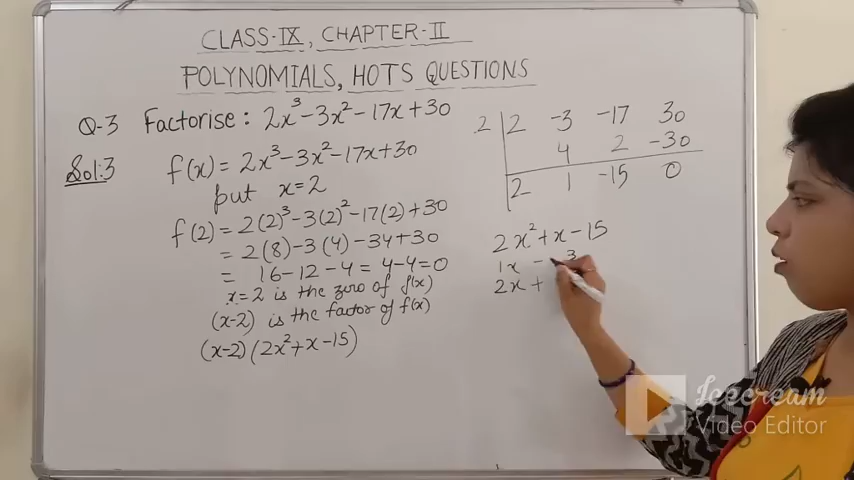 CLASS-IX, CHAPTER-II
POLYNOMIALS, HOTS QUESTIONS
Q-3 Factorise: 2x³-3x²-17x+30
Sol:3 f(x) = 2x³-3x²-17x+30
put x=2
f(2) = 2(2)³-3(2)²-17(2)+30
= 2(8)-3(4)-34+30
= 16-12-4 = 4-4=0
x=2 is the zero of f(x)
(x-2) is the factor of f(x)
(x-2)(2x²+x-15)
2 | 2 -3 -17 30
4 2 -30
2 1 -15 0
2x²+x-15
1x - 3
2x +
Icecream
Video Editor